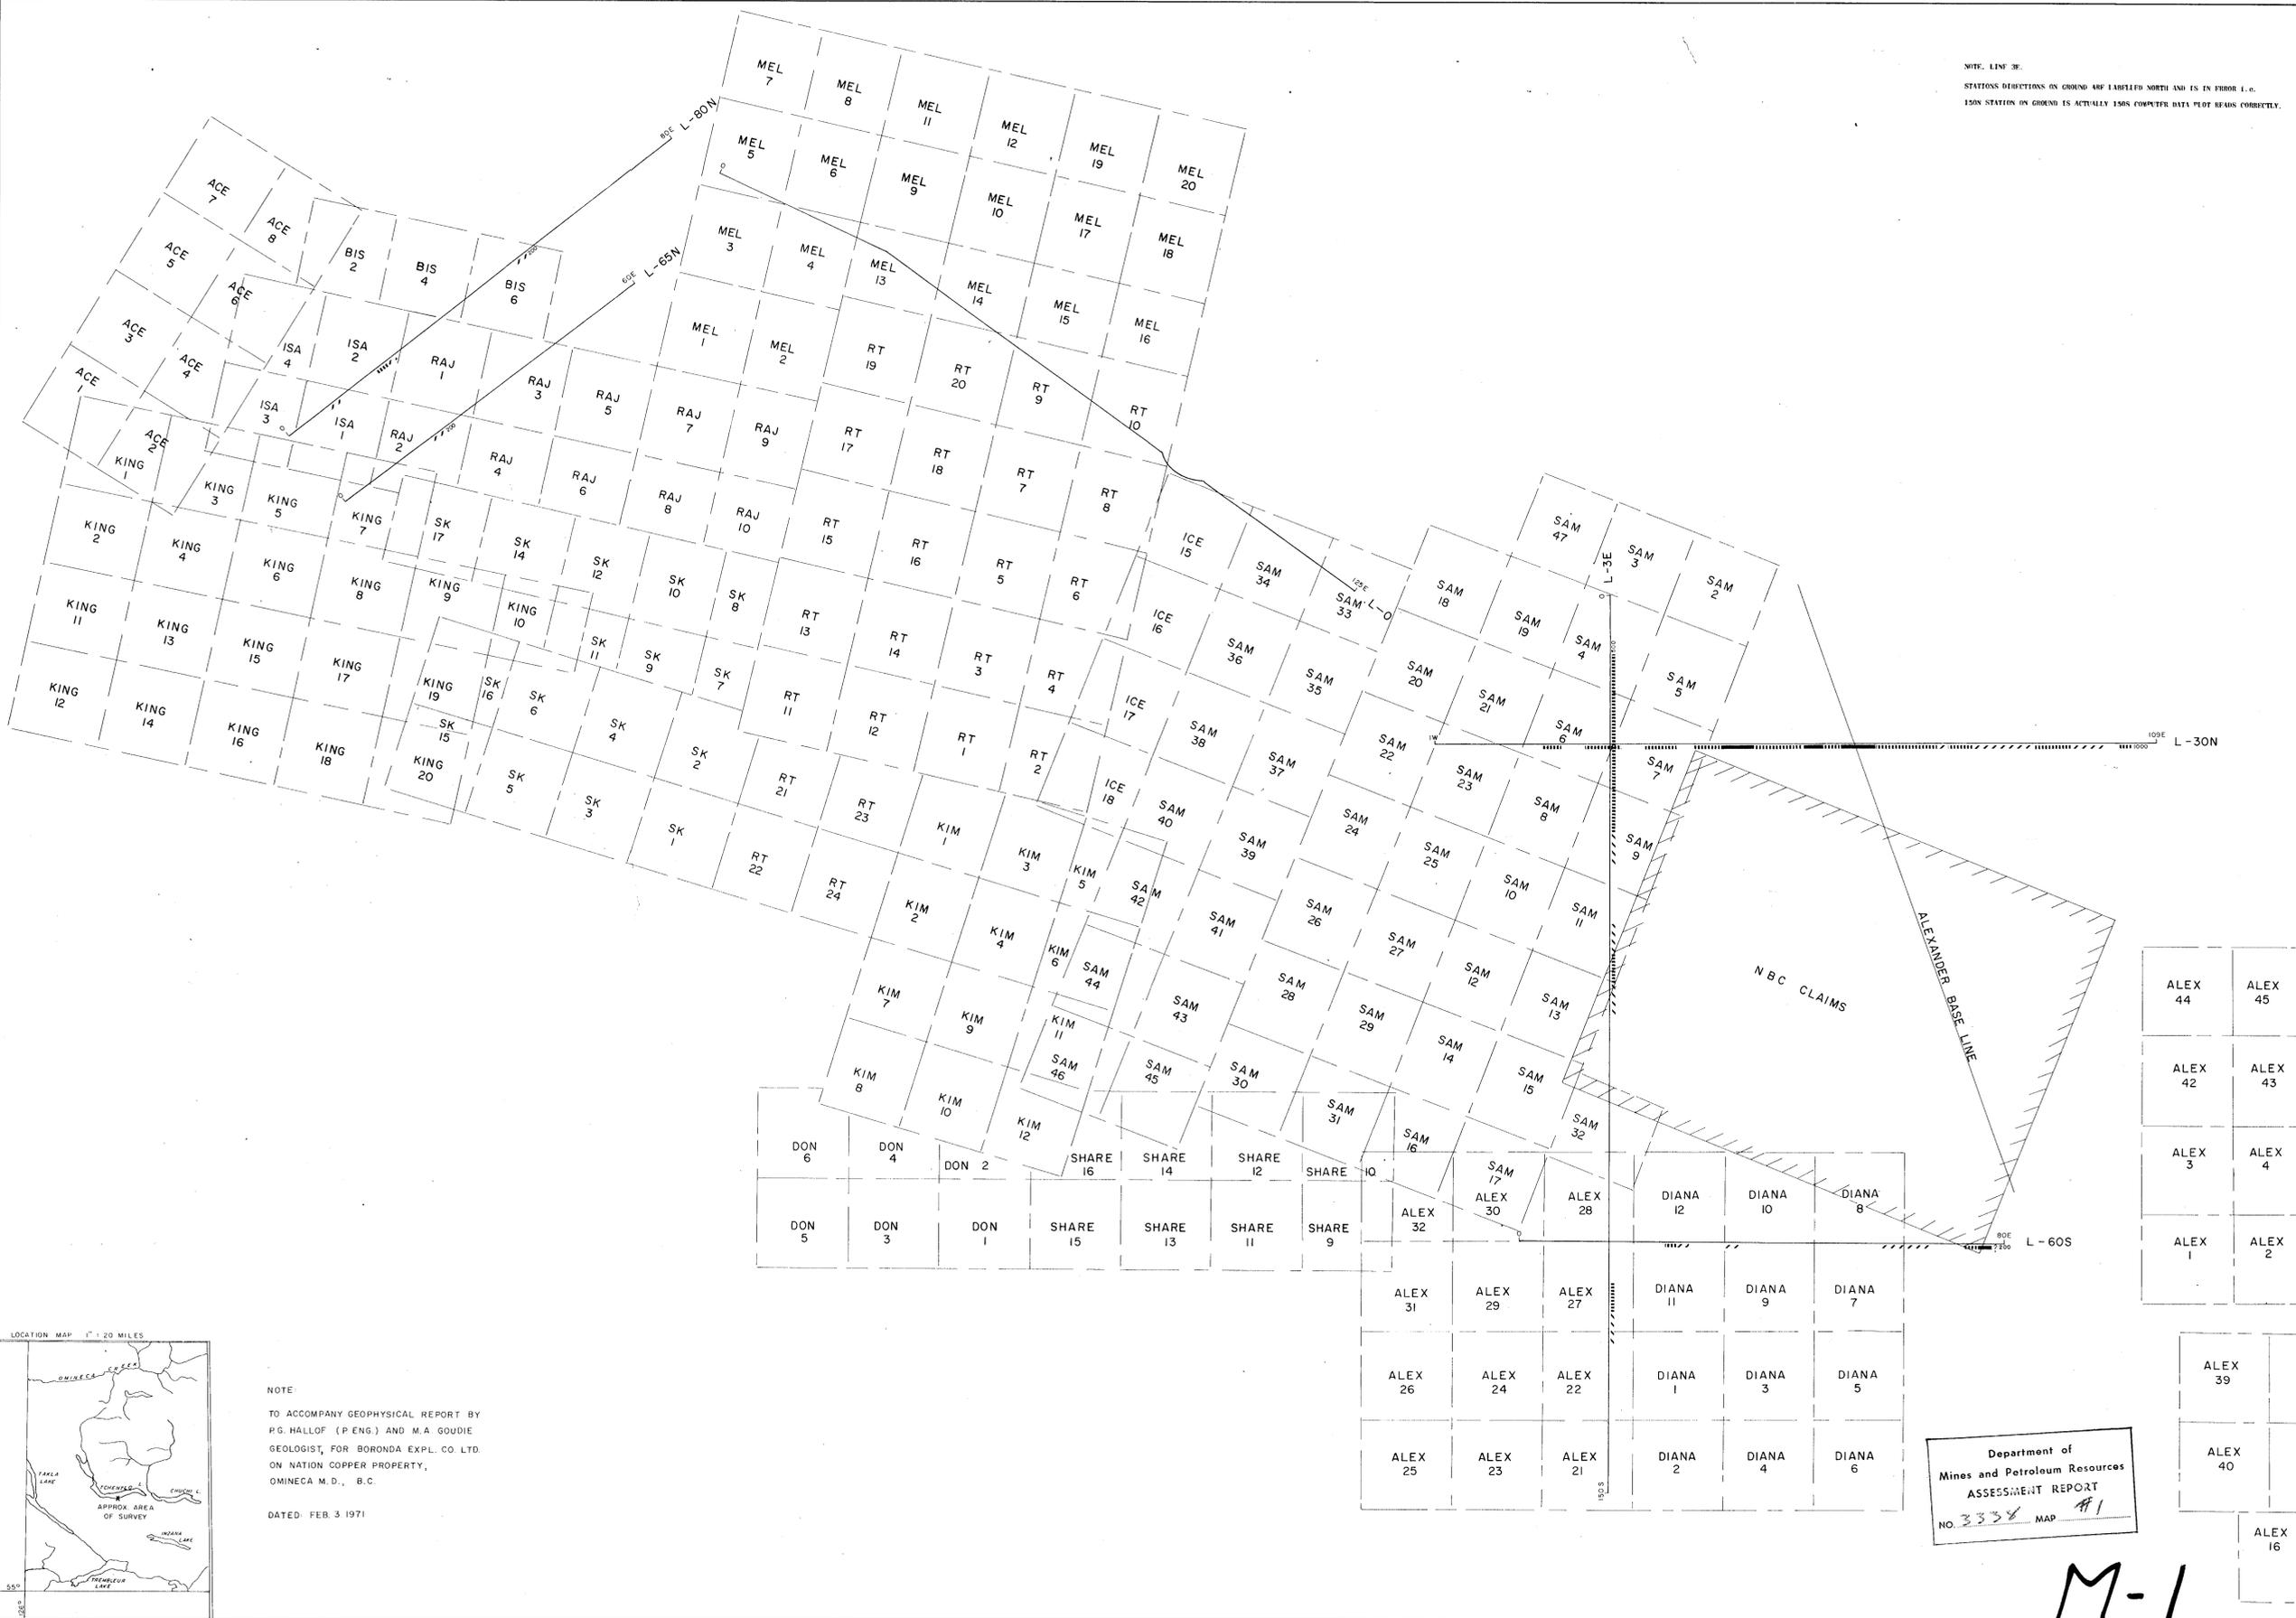 NOTE. LINE 3E.
STATIONS DIRECTIONS ON GROUND ARE LABELLED NORTH AND IS IN ERROR i.e.
150N STATION ON GROUND IS ACTUALLY 150S COMPUTER DATA PLOT READS CORRECTLY.
MEL 7
MEL 8
MEL 11
MEL 12
MEL 19
MEL 20
MEL 5
MEL 6
MEL 9
MEL 10
MEL 17
MEL 18
MEL 3
MEL 4
MEL 13
MEL 14
MEL 15
MEL 16
MEL 1
MEL 2
80E L-80N
60E L-65N
200
200
O
O
O
ACE 7
ACE 8
ACE 5
ACE 6
ACE 3
ACE 4
ACE 1
ACE 2
BIS 2
BIS 4
BIS 6
ISA 4
ISA 2
ISA 3
ISA 1
RAJ 1
RAJ 3
RAJ 5
RAJ 7
RAJ 9
RAJ 2
RAJ 4
RAJ 6
RAJ 8
RAJ 10
RT 19
RT 20
RT 9
RT 10
RT 17
RT 18
RT 7
RT 8
RT 15
RT 16
RT 5
RT 6
RT 13
RT 14
RT 3
RT 4
RT 11
RT 12
RT 1
RT 2
RT 21
RT 23
RT 22
RT 24
KING 1
KING 3
KING 5
KING 7
KING 2
KING 4
KING 6
KING 8
KING 9
KING 10
KING 11
KING 13
KING 15
KING 17
KING 19
KING 12
KING 14
KING 16
KING 18
KING 20
SK 17
SK 14
SK 12
SK 10
SK 8
SK 11
SK 9
SK 7
SK 16
SK 6
SK 4
SK 2
SK 15
SK 5
SK 3
SK 1
ICE 15
ICE 16
ICE 17
ICE 18
KIM 1
KIM 3
KIM 5
KIM 2
KIM 4
KIM 6
KIM 7
KIM 9
KIM 11
KIM 8
KIM 10
KIM 12
125E L-O
SAM 47
SAM 3
SAM 2
SAM 34
SAM 33
SAM 18
SAM 19
SAM 4
SAM 5
SAM 36
SAM 35
SAM 20
SAM 21
SAM 6
SAM 7
SAM 38
SAM 37
SAM 22
SAM 23
SAM 8
SAM 9
SAM 40
SAM 39
SAM 24
SAM 25
SAM 10
SAM 11
SAM 42
SAM 41
SAM 26
SAM 27
SAM 12
SAM 13
SAM 44
SAM 43
SAM 28
SAM 29
SAM 14
SAM 15
SAM 46
SAM 45
SAM 30
SAM 31
SAM 16
SAM 17
SAM 32
L-3E
O
150S
1W
1000
109E L-30N
NBC CLAIMS
ALEXANDER BASE LINE
DON 6
DON 4
DON 2
SHARE 16
SHARE 14
SHARE 12
SHARE 10
DON 5
DON 3
DON 1
SHARE 15
SHARE 13
SHARE 11
SHARE 9
ALEX 32
ALEX 30
ALEX 28
DIANA 12
DIANA 10
DIANA 8
O
80E L-60S
200
ALEX 31
ALEX 29
ALEX 27
DIANA 11
DIANA 9
DIANA 7
ALEX 26
ALEX 24
ALEX 22
DIANA 1
DIANA 3
DIANA 5
ALEX 25
ALEX 23
ALEX 21
DIANA 2
DIANA 4
DIANA 6
ALEX 44
ALEX 45
ALEX 42
ALEX 43
ALEX 3
ALEX 4
ALEX 1
ALEX 2
ALEX 39
ALEX 40
ALEX 16
LOCATION MAP 1" = 20 MILES
OMINECA CREEK
TAKLA LAKE
TCHENTLO L.
CHUCHI L.
APPROX. AREA
OF SURVEY
INZANA LAKE
TREMBLEUR LAKE
55°
126°
NOTE:
TO ACCOMPANY GEOPHYSICAL REPORT BY
P.G. HALLOF (P.ENG.) AND M.A. GOUDIE
GEOLOGIST, FOR BORONDA EXPL. CO. LTD.
ON NATION COPPER PROPERTY,
OMINECA M.D., B.C.
DATED: FEB. 3 1971
Department of
Mines and Petroleum Resources
ASSESSMENT REPORT
NO. 3338 MAP #1
M-1